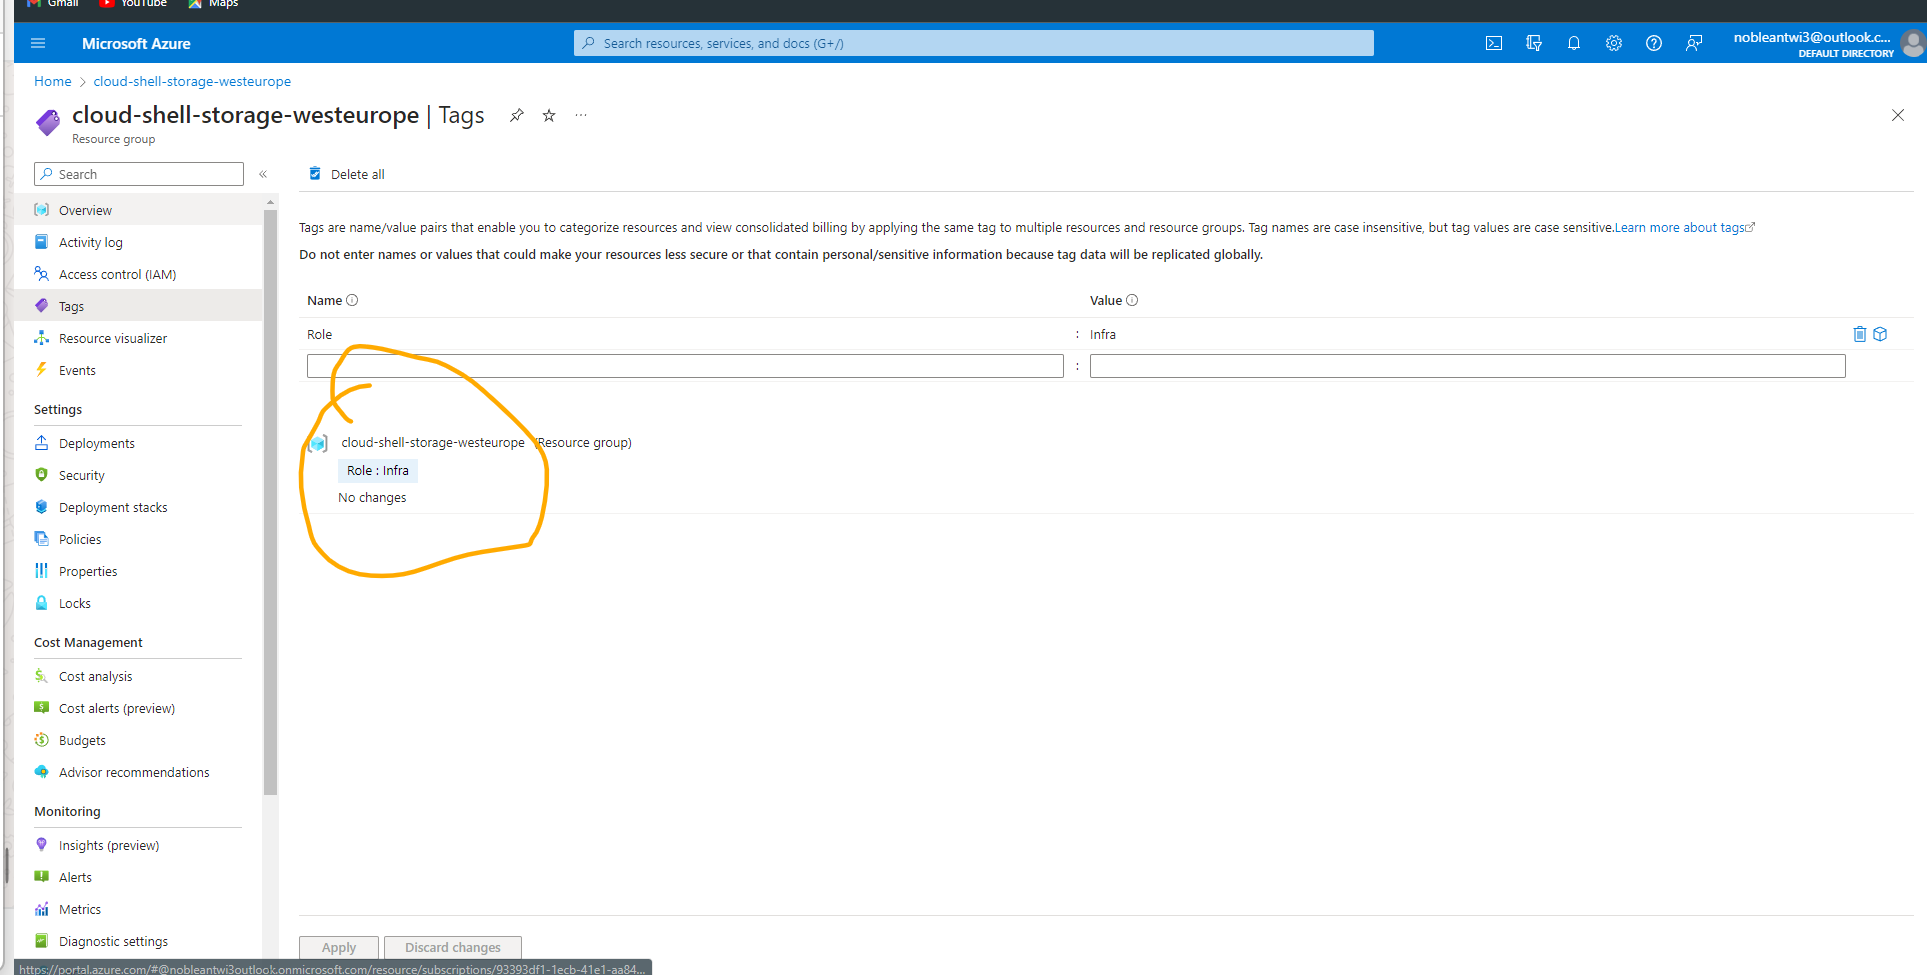 Gmail YouTube Maps
Microsoft Azure
Search resources, services, and docs (G+/)
nobleantwi3@outlook.c...
DEFAULT DIRECTORY
Home > cloud-shell-storage-westeurope
cloud-shell-storage-westeurope | Tags ...
Resource group
Search «
Overview
Activity log
Access control (IAM)
Tags
Resource visualizer
Events
Settings
Deployments
Security
Deployment stacks
Policies
Properties
Locks
Cost Management
Cost analysis
Cost alerts (preview)
Budgets
Advisor recommendations
Monitoring
Insights (preview)
Alerts
Metrics
Diagnostic settings
Delete all
Tags are name/value pairs that enable you to categorize resources and view consolidated billing by applying the same tag to multiple resources and resource groups. Tag names are case insensitive, but tag values are case sensitive.Learn more about tags
Do not enter names or values that could make your resources less secure or that contain personal/sensitive information because tag data will be replicated globally.
Name Value
Role : Infra
:
cloud-shell-storage-westeurope (Resource group)
Role : Infra
No changes
Apply Discard changes
https://portal.azure.com/#@nobleantwi3outlook.onmicrosoft.com/resource/subscriptions/93393df1-1ecb-41e1-aa84...